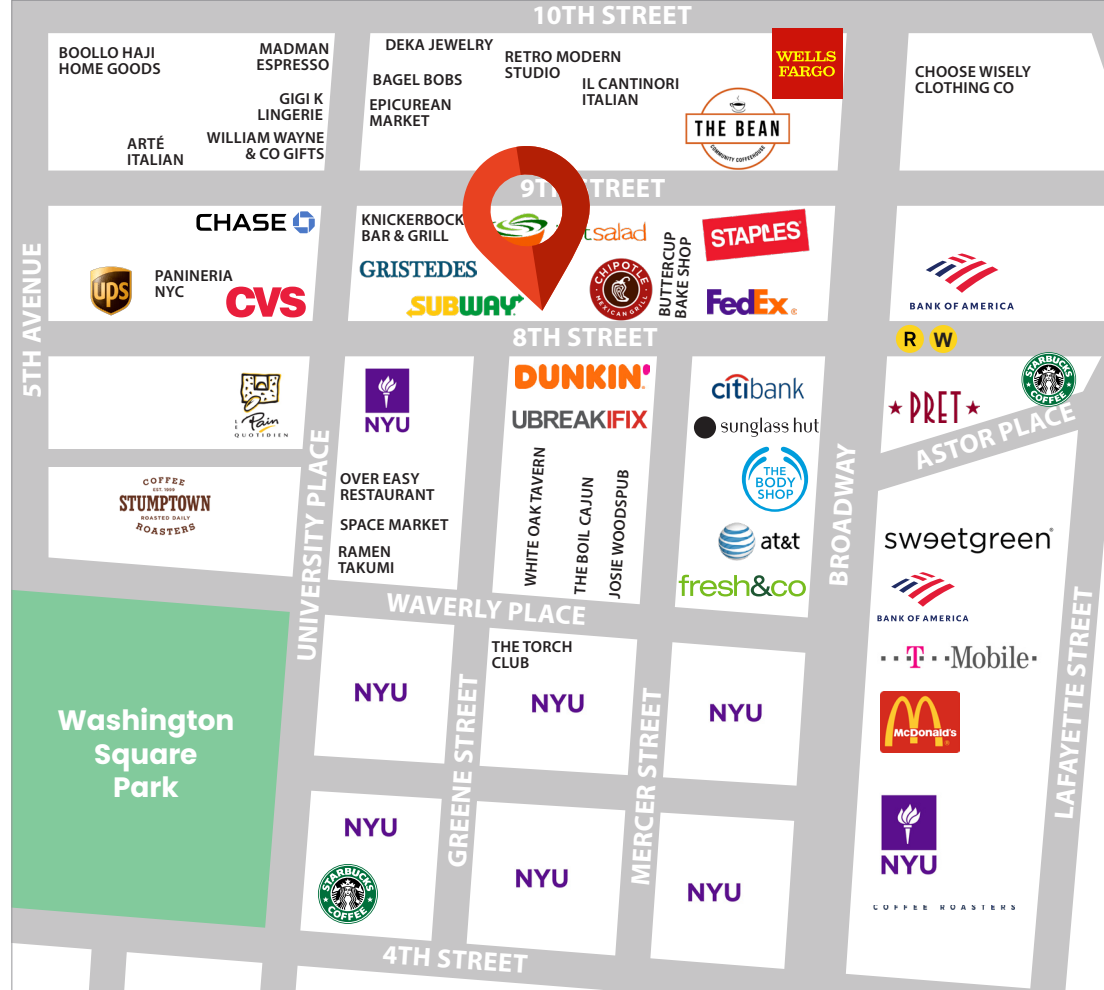 10TH STREET
BOOLLO HAJI
HOME GOODS
MADMAN
ESPRESSO
GIGI K
LINGERIE
ARTÉ
ITALIAN
WILLIAM WAYNE
& CO GIFTS
DEKA JEWELRY
BAGEL BOBS
EPICUREAN
MARKET
RETRO MODERN
STUDIO
IL CANTINORI
ITALIAN
WELLS
FARGO
THE BEAN
COMMUNITY COFFEEHOUSE
CHOOSE WISELY
CLOTHING CO
STREET
5TH AVENUE
CHASE
ups
PANINERIA
NYC
CVS
BAR & GRILL
GRISTEDES
SUBWAY
salad
CHIPOTLE
MEXICAN GRILL
BUTTERCUP
BAKE SHOP
STAPLES
FedEx®
BANK OF AMERICA
8TH STREET
R W
LE Pain
QUOTIDIEN
NYU
DUNKIN'
UBREAKIFIX
citibank
sunglass hut
THE
BODY
SHOP
at&t
fresh&co
PRET
STARBUCKS
COFFEE
ASTOR PLACE
COFFEE
EST. 1999
STUMPTOWN
ROASTED DAILY
ROASTERS
UNIVERSITY PLACE
OVER EASY
RESTAURANT
SPACE MARKET
RAMEN
TAKUMI
WHITE OAK TAVERN
THE BOIL CAJUN
JOSIE WOODSPUB
BROADWAY
sweetgreen®
BANK OF AMERICA
T Mobile
McDonald's
NYU
COFFEE ROASTERS
LAFAYETTE STREET
WAVERLY PLACE
Washington
Square
Park
NYU
GREENE STREET
THE TORCH
CLUB
NYU
MERCER STREET
NYU
NYU
STARBUCKS
COFFEE
NYU
NYU
4TH STREET